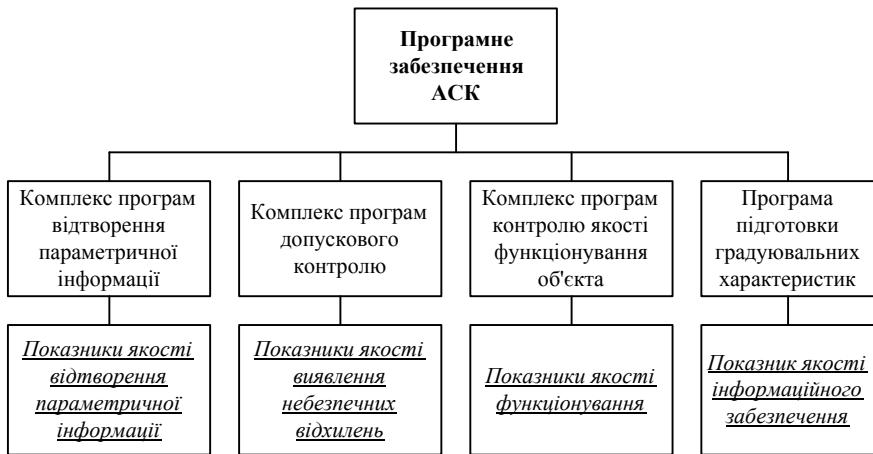 Програмне
забезпечення
АСК
Комплекс програм
відтворення
параметричної
інформації
Комплекс програм
допускового
контролю
Комплекс програм
контролю якості
функціонування
об'єкта
Програма
підготовки
градуювальних
характеристик
Показники якості
відтворення
параметричної
інформації
Показники якості
виявлення
небезпечних
відхилень
Показники якості
функціонування
Показник якості
інформаційного
забезпечення